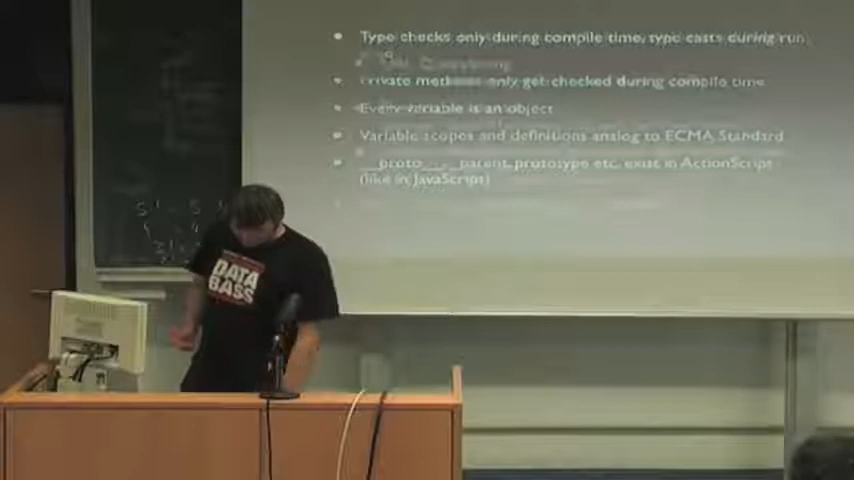 Type checks only during compile time, type casts during run
Private methods only get checked during compile time
Every variable is an object
Variable scopes and definitions analog to ECMA Standard
__proto__, __parent, prototype etc. exist in ActionScript
(like in JavaScript)
DATA
BASS